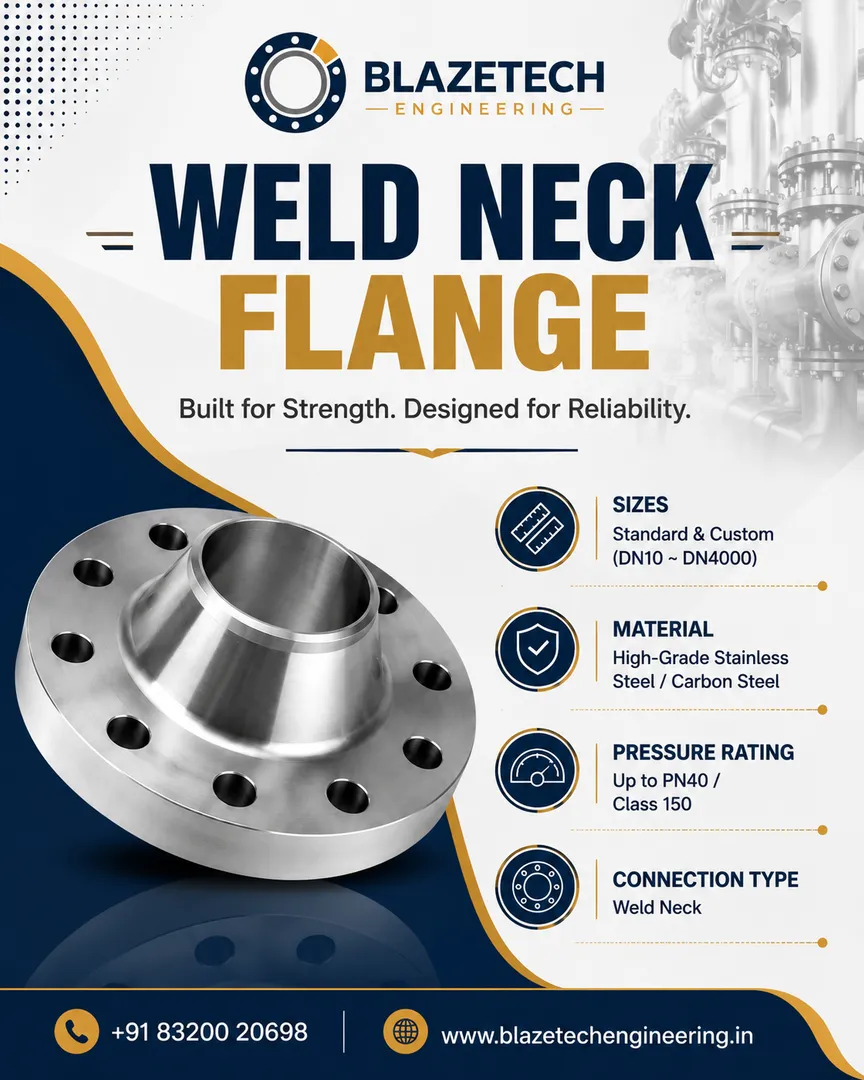 BLAZETECH
ENGINEERING
WELD NECK
FLANGE
Built for Strength. Designed for Reliability.
SIZES
Standard & Custom
(DN10 ~ DN4000)
MATERIAL
High-Grade Stainless
Steel / Carbon Steel
PRESSURE RATING
Up to PN40 /
Class 150
CONNECTION TYPE
Weld Neck
+91 83200 20698
www.blazetechengineering.in